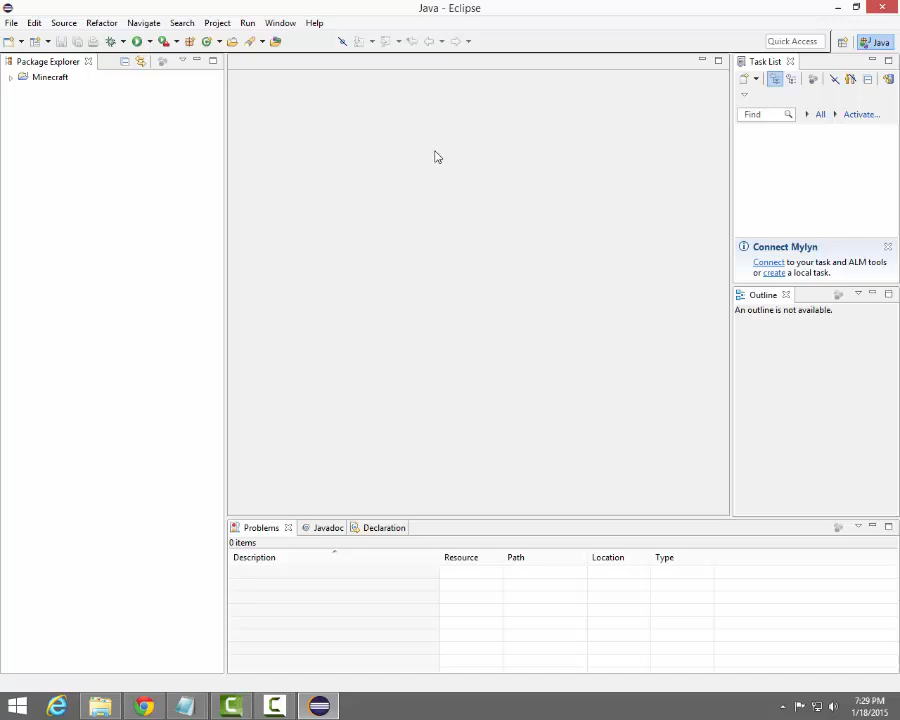 Java - Eclipse
File Edit Source Refactor Navigate Search Project Run Window Help
Quick Access Java
Package Explorer
Minecraft
Task List
Find All Activate...
Connect Mylyn
Connect to your task and ALM tools
or create a local task.
Outline
An outline is not available.
Problems Javadoc Declaration
0 items
Description Resource Path Location Type
7:29 PM
1/18/2015